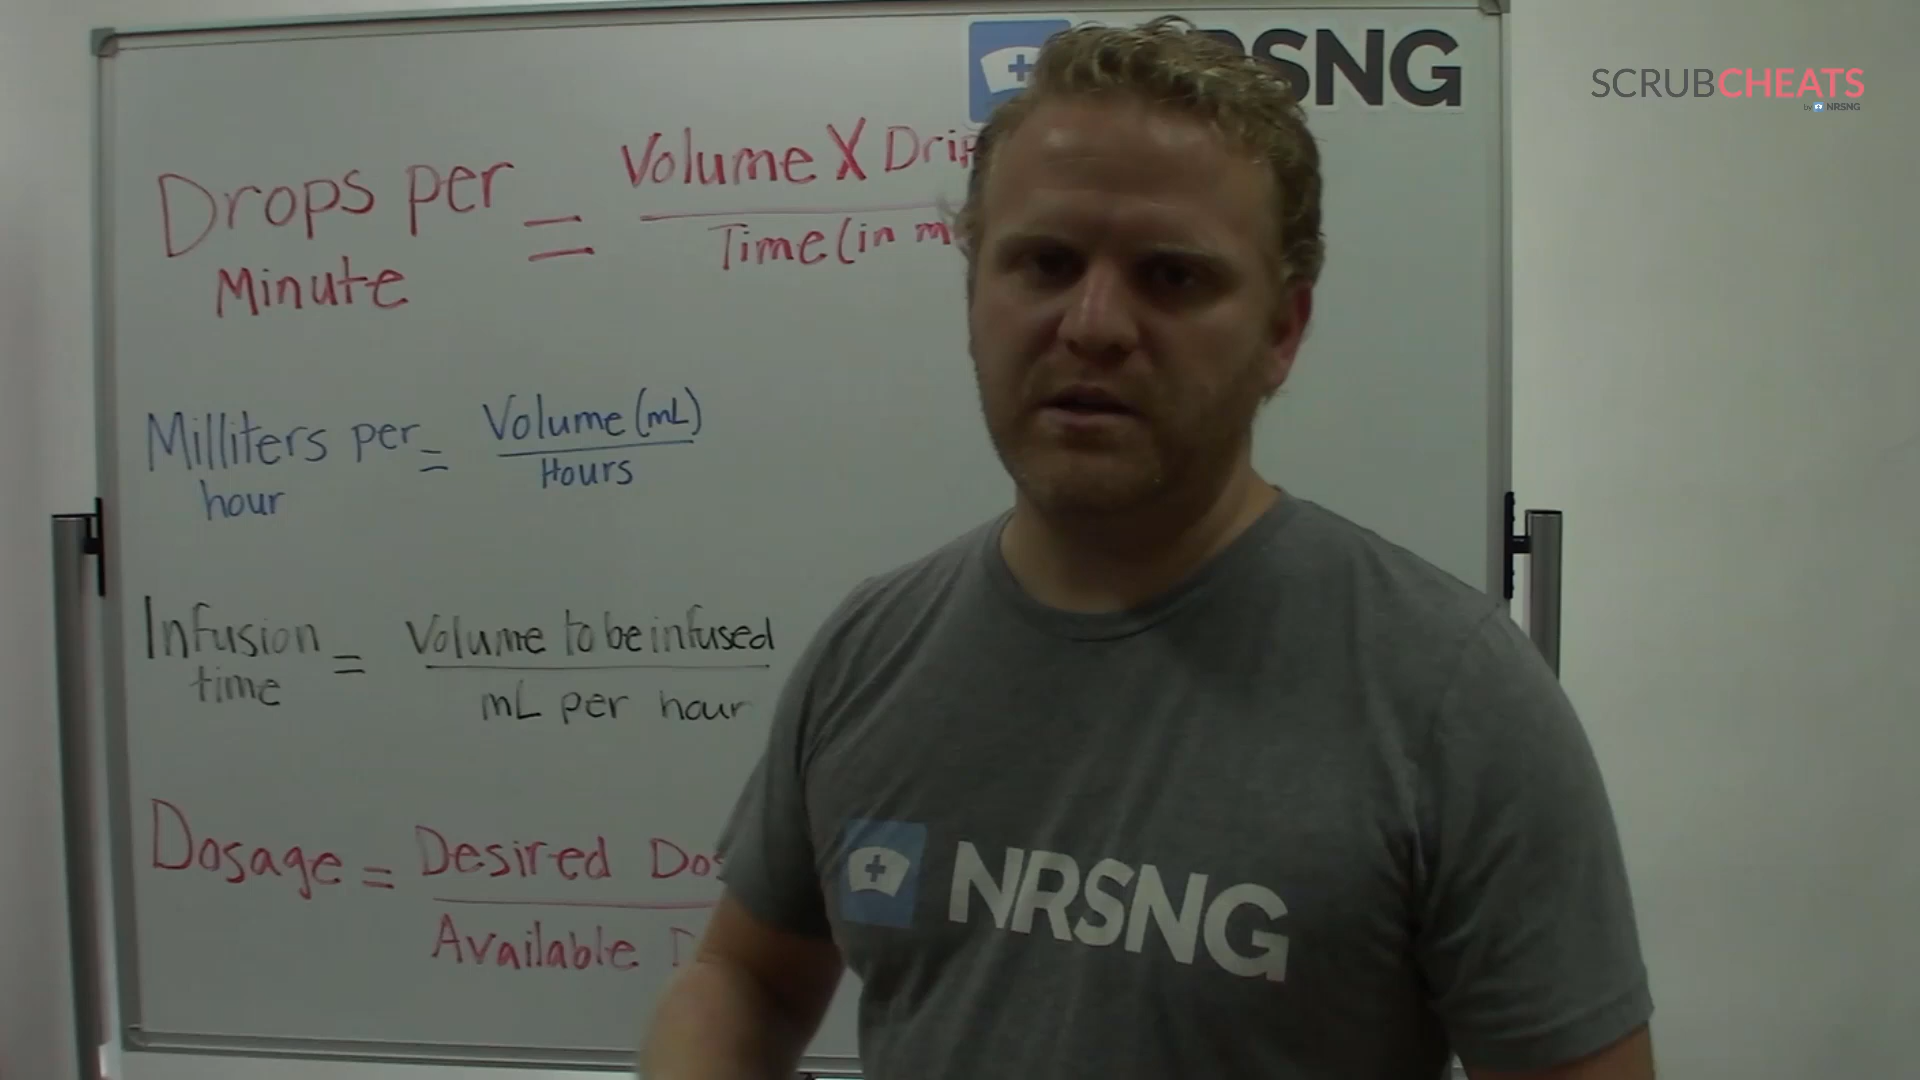 NRSNG
SCRUBCHEATS
by NRSNG
Drops per
Minute
=
Volume X Drip
Time (in m
Milliters per
hour
=
Volume (mL)
Hours
Infusion
time
=
Volume to be infused
mL per hour
Dosage = Desired Dos
Available D
NRSNG